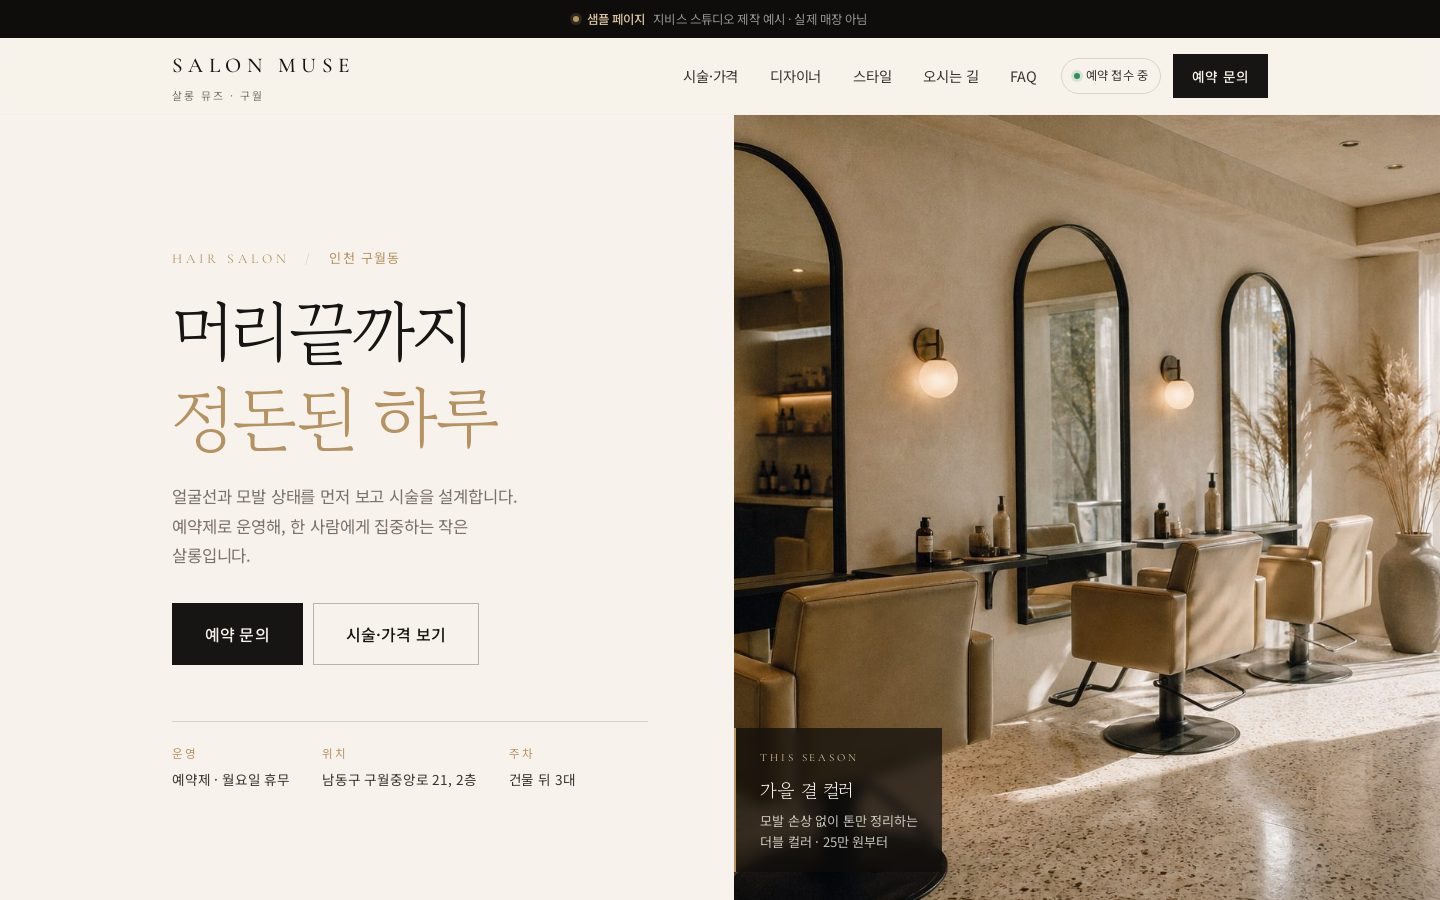 샘플 페이지 지비스 스튜디오 제작 예시 · 실제 매장 아님
SALON MUSE
살롱 뮤즈 · 구월
시술·가격 디자이너 스타일 오시는 길 FAQ 예약 접수 중 예약 문의
HAIR SALON / 인천 구월동
머리끝까지
정돈된 하루
얼굴선과 모발 상태를 먼저 보고 시술을 설계합니다.
예약제로 운영해, 한 사람에게 집중하는 작은
살롱입니다.
예약 문의 시술·가격 보기
운영 위치 주차
예약제 · 월요일 휴무 남동구 구월중앙로 21, 2층 건물 뒤 3대
THIS SEASON
가을 결 컬러
모발 손상 없이 톤만 정리하는
더블 컬러 · 25만 원부터